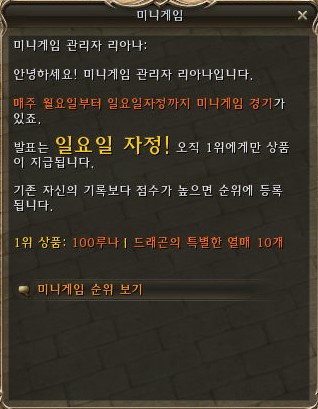 미니게임
미니게임 관리자 리아나:
안녕하세요! 미니게임 관리자 리아나입니다.
매주 월요일부터 일요일자정까지 미니게임 경기가
있죠.
발표는 일요일 자정! 오직 1위에게만 상품
이 지급됩니다.
기존 자신의 기록보다 점수가 높으면 순위에 등록
됩니다.
1위 상품: 100루나 | 드래곤의 특별한 열매 10개
미니게임 순위 보기